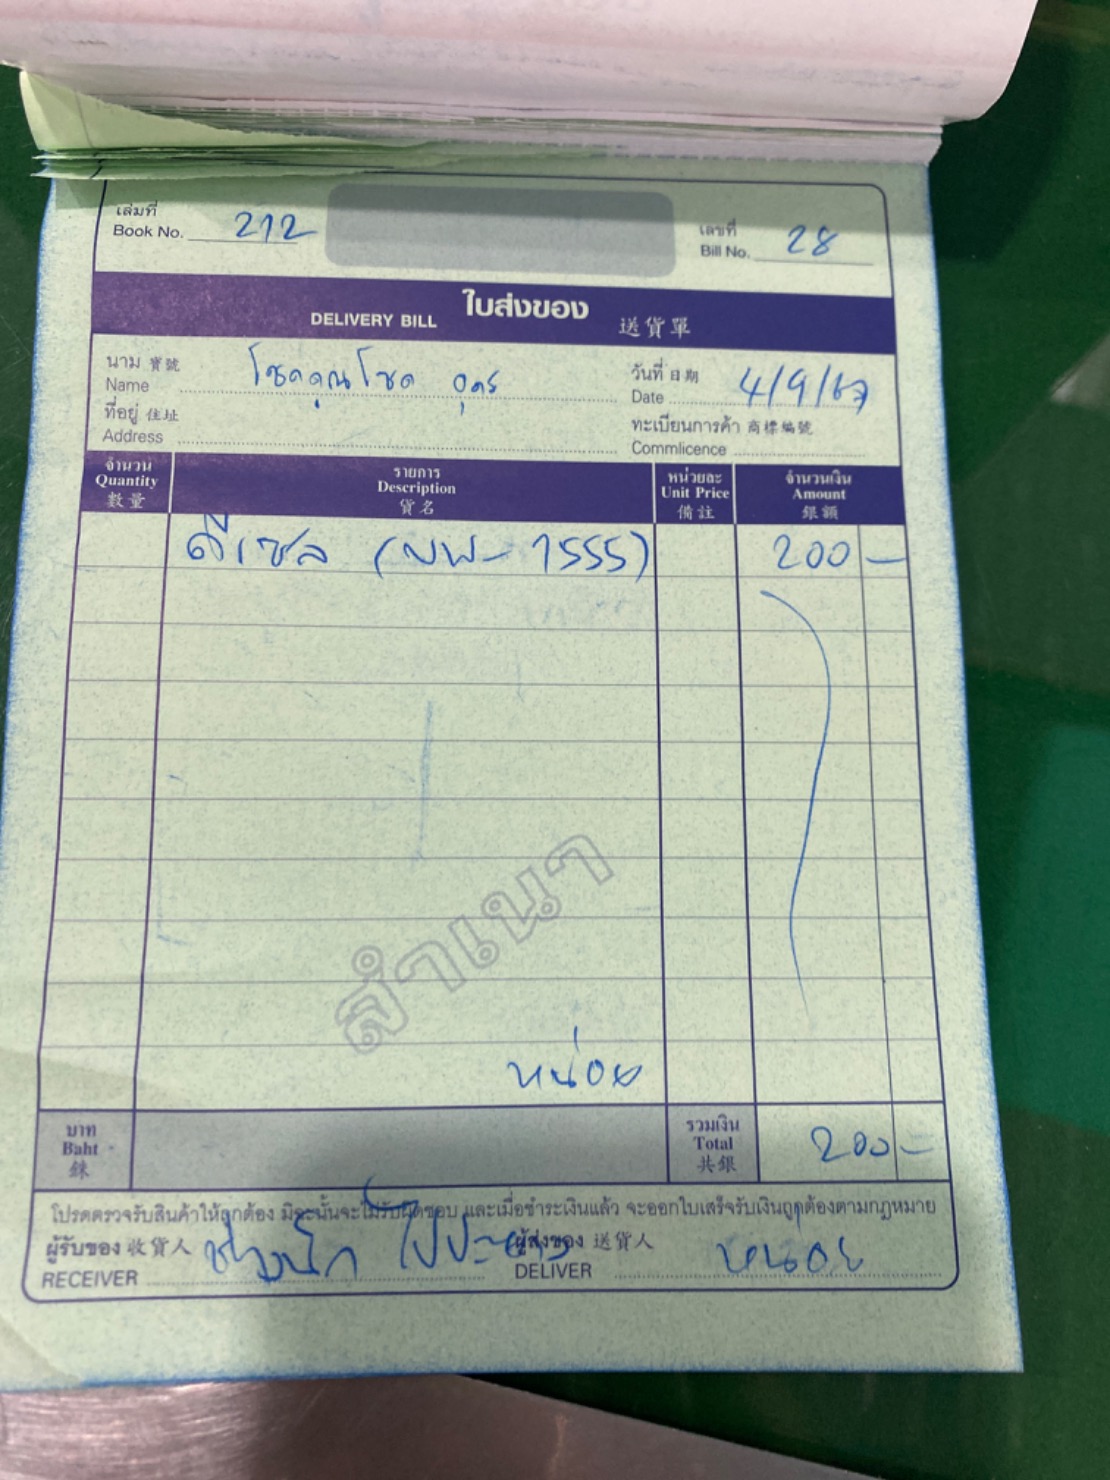 เล่มที่
Book No. 212
เลขที่
Bill No. 28
DELIVERY BILL ใบส่งของ 送貨單
นาม 寶號
Name โชคคูณโชค อุดร
วันที่ 日期
Date 4/9/67
ที่อยู่ 住址
Address
ทะเบียนการค้า 商標編號
Commlicence
จำนวน
Quantity
數量
รายการ
Description
貨名
หน่วยละ
Unit Price
備註
จำนวนเงิน
Amount
銀額
ดีเซล (นพ- 1555) 200 –
สำเนา
หน่อย
บาท
Baht
銖
รวมเงิน
Total
共銀
200 –
โปรดตรวจรับสินค้าให้ถูกต้อง มิฉะนั้นจะไม่รับผิดชอบ และเมื่อชำระเงินแล้ว จะออกใบเสร็จรับเงินถูกต้องตามกฎหมาย
ผู้รับของ 收貨人
RECEIVER
ผู้ส่งของ 送貨人
DELIVER หน่อย